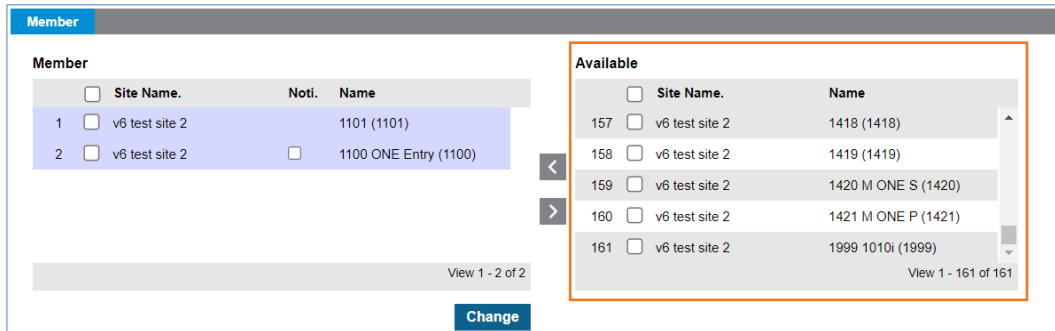 Member
Member
Site Name. Noti. Name
1 v6 test site 2 1101 (1101)
2 v6 test site 2 1100 ONE Entry (1100)
View 1 - 2 of 2
Change
Available
Site Name. Name
157 v6 test site 2 1418 (1418)
158 v6 test site 2 1419 (1419)
159 v6 test site 2 1420 M ONE S (1420)
160 v6 test site 2 1421 M ONE P (1421)
161 v6 test site 2 1999 1010i (1999)
View 1 - 161 of 161